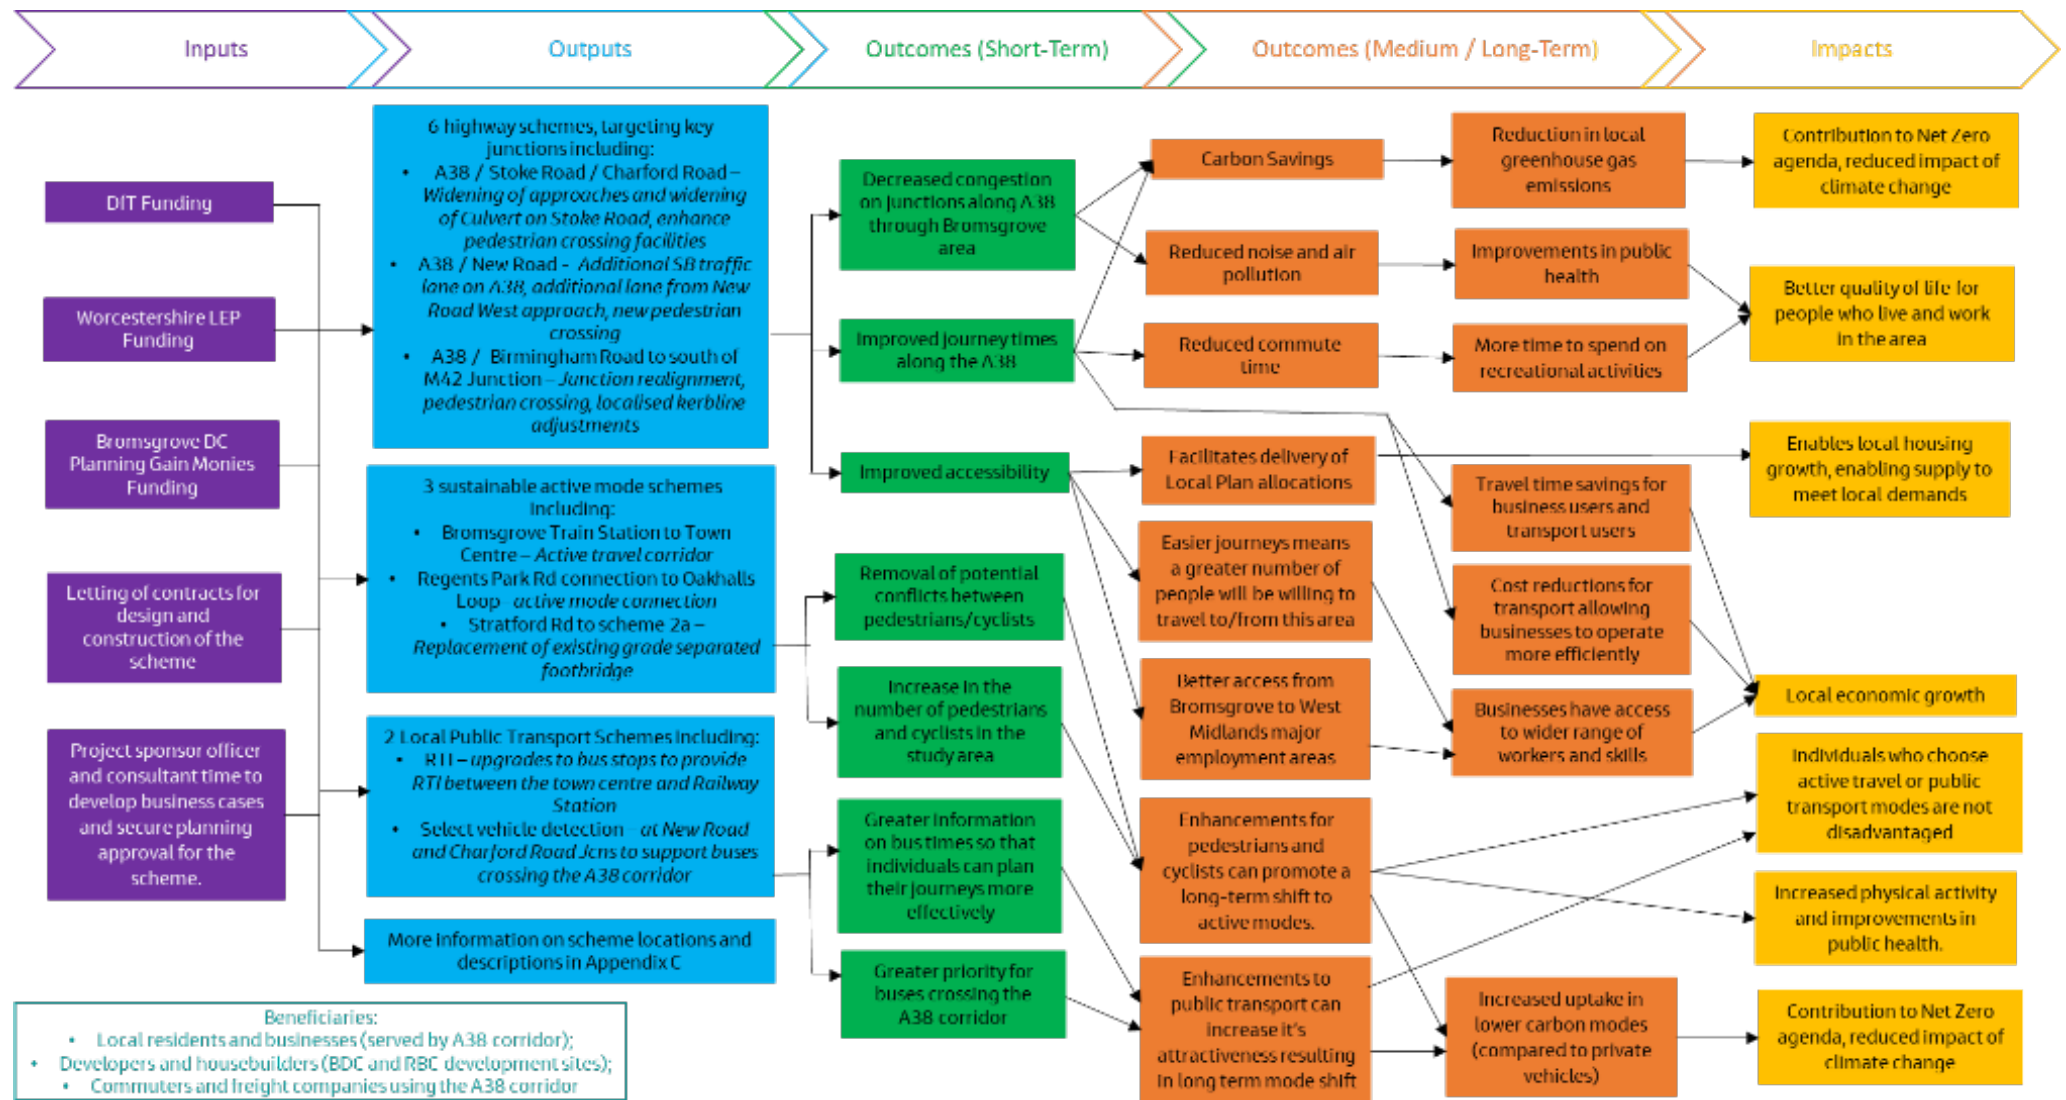 Inputs
Outputs
Outcomes (Short-Term)
Outcomes (Medium / Long-Term)
Impacts
DfT Funding
Worcestershire LEP
Funding
Bromsgrove DC
Planning Gain Monies
Funding
Letting of contracts for
design and
construction of the
scheme
Project sponsor officer
and consultant time to
develop business cases
and secure planning
approval for the
scheme.
6 highway schemes, targeting key
junctions including:
• A38 / Stoke Road / Charford Road –
Widening of approaches and widening
of Culvert on Stoke Road, enhance
pedestrian crossing facilities
• A38 / New Road - Additional SB traffic
lane on A38, additional lane from New
Road West approach, new pedestrian
crossing
• A38 / Birmingham Road to south of
M42 Junction – Junction realignment,
pedestrian crossing, localised kerbline
adjustments
3 sustainable active mode schemes
including:
• Bromsgrove Train Station to Town
Centre – Active travel corridor
• Regents Park Rd connection to Oakhalls
Loop - active mode connection
• Stratford Rd to scheme 2a –
Replacement of existing grade separated
footbridge
2 Local Public Transport Schemes including:
• RTI – upgrades to bus stops to provide
RTI between the town centre and Railway
Station
• Select vehicle detection – at New Road
and Charford Road Jcns to support buses
crossing the A38 corridor
More information on scheme locations and
descriptions in Appendix C
Decreased congestion
on junctions along A38
through Bromsgrove
area
Improved journey times
along the A38
Improved accessibility
Removal of potential
conflicts between
pedestrians/cyclists
Increase in the
number of pedestrians
and cyclists in the
study area
Greater information
on bus times so that
individuals can plan
their journeys more
effectively
Greater priority for
buses crossing the
A38 corridor
Carbon Savings
Reduced noise and air
pollution
Reduced commute
time
Facilitates delivery of
Local Plan allocations
Easier journeys means
a greater number of
people will be willing to
travel to/from this area
Better access from
Bromsgrove to West
Midlands major
employment areas
Enhancements for
pedestrians and
cyclists can promote a
long-term shift to
active modes.
Enhancements to
public transport can
increase it's
attractiveness resulting
in long term mode shift
Reduction in local
greenhouse gas
emissions
Improvements in public
health
More time to spend on
recreational activities
Travel time savings for
business users and
transport users
Cost reductions for
transport allowing
businesses to operate
more efficiently
Businesses have access
to wider range of
workers and skills
Increased uptake in
lower carbon modes
(compared to private
vehicles)
Contribution to Net Zero
agenda, reduced impact of
climate change
Better quality of life for
people who live and work
in the area
Enables local housing
growth, enabling supply to
meet local demands
Local economic growth
Individuals who choose
active travel or public
transport modes are not
disadvantaged
Increased physical activity
and improvements in
public health.
Contribution to Net Zero
agenda, reduced impact of
climate change
Beneficiaries:
• Local residents and businesses (served by A38 corridor);
• Developers and housebuilders (BDC and RBC development sites);
• Commuters and freight companies using the A38 corridor